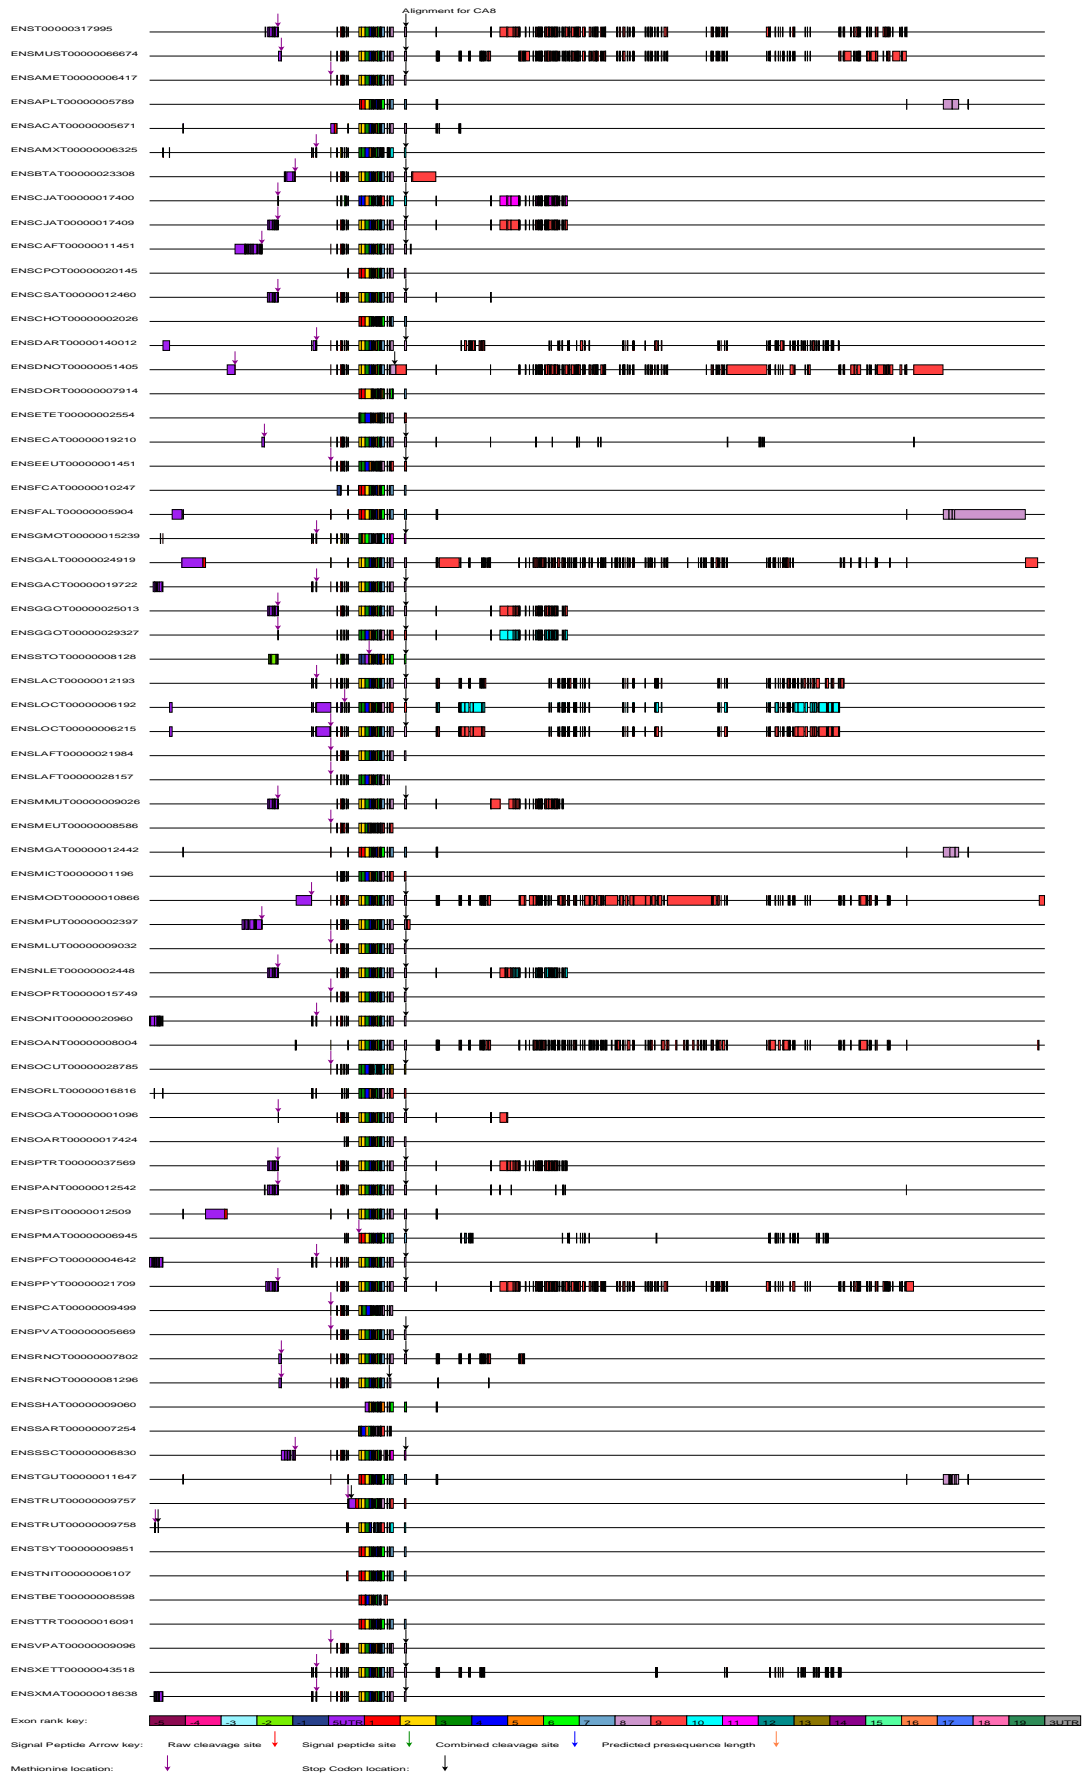 Alignment for CA8
ENST00000317995
ENSMUST00000066674
ENSAMET00000006417
ENSAPLT00000005789
ENSACAT00000005671
ENSAMXT00000006325
ENSBTAT00000023308
ENSCJAT00000017400
ENSCJAT00000017409
ENSCAFT00000011451
ENSCPOT00000020145
ENSCSAT00000012460
ENSCHOT00000002026
ENSDART00000140012
ENSDNOT00000051405
ENSDORT00000007914
ENSETET00000002554
ENSECAT00000019210
ENSEEUT00000001451
ENSFCAT00000010247
ENSFALT00000005904
ENSGMOT00000015239
ENSGALT00000024919
ENSGACT00000019722
ENSGGOT00000025013
ENSGGOT00000029327
ENSSTOT00000008128
ENSLACT00000012193
ENSLOCT00000006192
ENSLOCT00000006215
ENSLAFT00000021984
ENSLAFT00000028157
ENSMMUT00000009026
ENSMEUT00000008586
ENSMGAT00000012442
ENSMICT00000001196
ENSMODT00000010866
ENSMPUT00000002397
ENSMLUT00000009032
ENSNLET00000002448
ENSOPRT00000015749
ENSONIT00000020960
ENSOANT00000008004
ENSOCUT00000028785
ENSORLT00000016816
ENSOGAT00000001096
ENSOART00000017424
ENSPTRT00000037569
ENSPANT00000012542
ENSPSIT00000012509
ENSPMAT00000006945
ENSPFOT00000004642
ENSPPYT00000021709
ENSPCAT00000009499
ENSPVAT00000005669
ENSRNOT00000007802
ENSRNOT00000081296
ENSSHAT00000009060
ENSSART00000007254
ENSSSCT00000006830
ENSTGUT00000011647
ENSTRUT00000009757
ENSTRUT00000009758
ENSTSYT00000009851
ENSTNIT00000006107
ENSTBET00000008598
ENSTTRT00000016091
ENSVPAT00000009096
ENSXETT00000043518
ENSXMAT00000018638
Exon rank key: -5 -4 -3 -2 -1 5UTR 1 2 3 4 5 6 7 8 9 10 11 12 13 14 15 16 17 18 19 3UTR
Signal Peptide Arrow key: Raw cleavage site Signal peptide site Combined cleavage site Predicted presequence length
Methionine location: Stop Codon location: